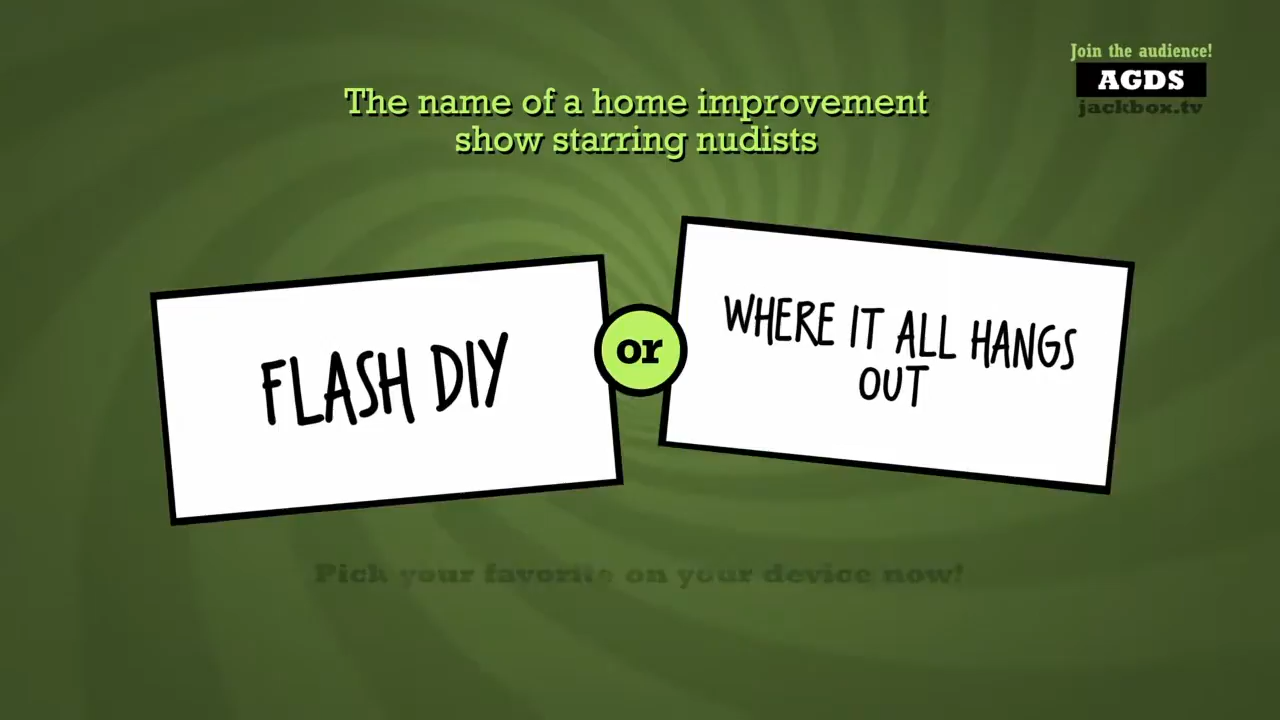 Join the audience!
AGDS
jackbox.tv
The name of a home improvement
show starring nudists
FLASH DIY
or
WHERE IT ALL HANGS
OUT
Pick your favorite on your device now!